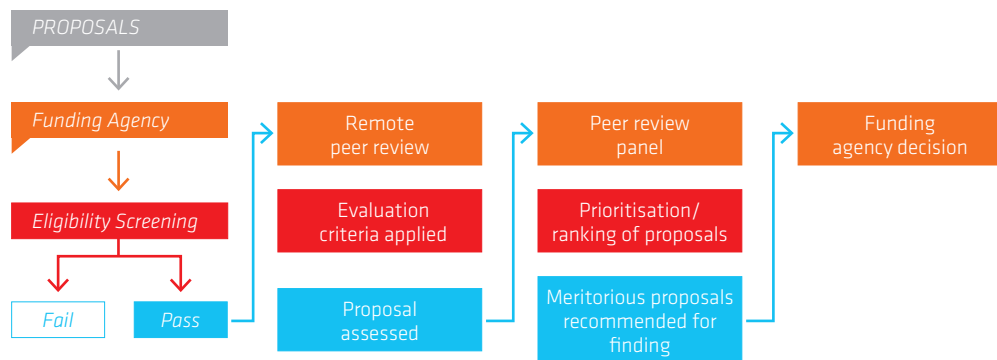 PROPOSALS
Funding Agency
Eligibility Screening
Fail
Pass
Remote
peer review
Evaluation
criteria applied
Proposal
assessed
Peer review
panel
Prioritisation/
ranking of proposals
Meritorious proposals
recommended for
finding
Funding
agency decision